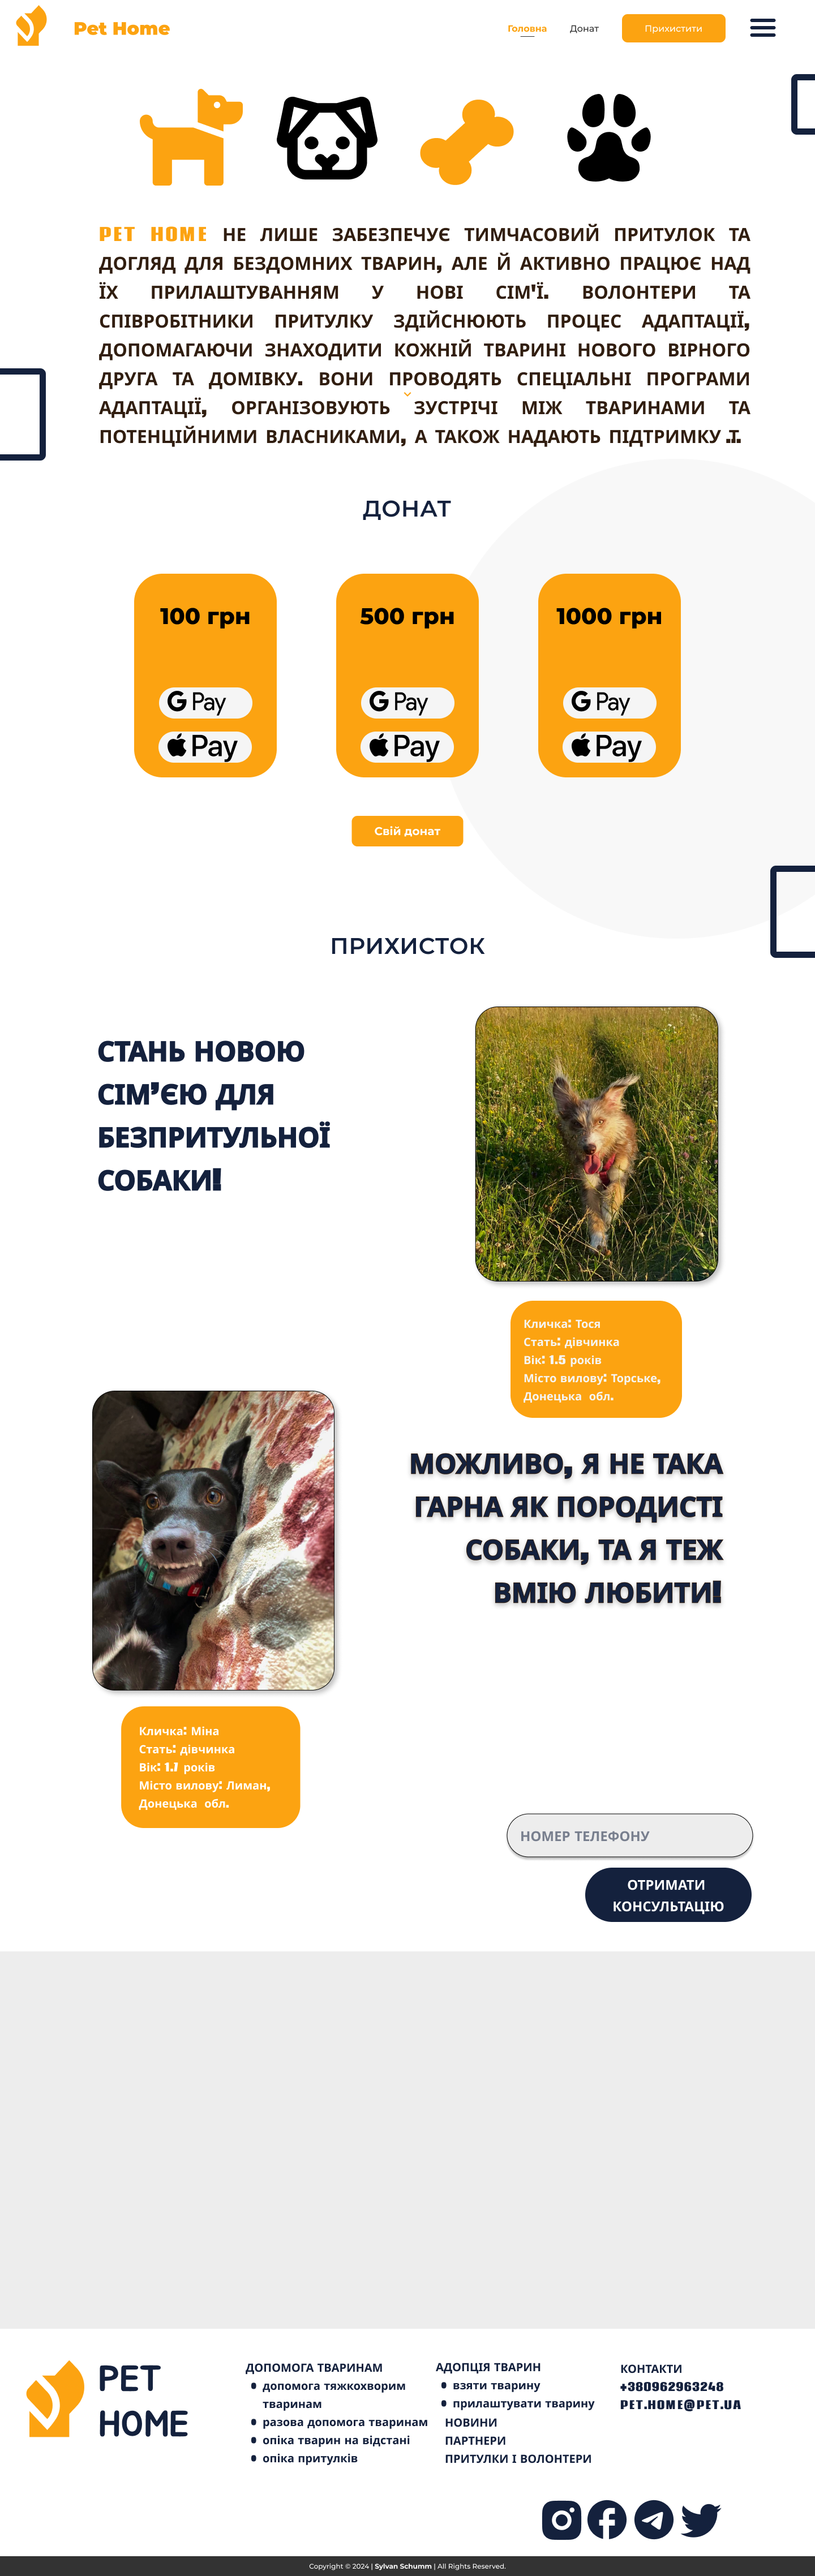 Pet Home
Головна
Донат
Прихистити
PET HOME НЕ ЛИШЕ ЗАБЕЗПЕЧУЄ ТИМЧАСОВИЙ ПРИТУЛОК ТА
ДОГЛЯД ДЛЯ БЕЗДОМНИХ ТВАРИН, АЛЕ Й АКТИВНО ПРАЦЮЄ НАД
ЇХ ПРИЛАШТУВАННЯМ У НОВІ СІМ'Ї. ВОЛОНТЕРИ ТА
СПІВРОБІТНИКИ ПРИТУЛКУ ЗДІЙСНЮЮТЬ ПРОЦЕС АДАПТАЦІЇ,
ДОПОМАГАЮЧИ ЗНАХОДИТИ КОЖНІЙ ТВАРИНІ НОВОГО ВІРНОГО
ДРУГА ТА ДОМІВКУ. ВОНИ ПРОВОДЯТЬ СПЕЦІАЛЬНІ ПРОГРАМИ
АДАПТАЦІЇ, ОРГАНІЗОВУЮТЬ ЗУСТРІЧІ МІЖ ТВАРИНАМИ ТА
ПОТЕНЦІЙНИМИ ВЛАСНИКАМИ, А ТАКОЖ НАДАЮТЬ ПІДТРИМКУ .Т.
ДОНАТ
100 грн
500 грн
1000 грн
G Pay
G Pay
G Pay
Pay
Pay
Pay
Свій донат
ПРИХИСТОК
СТАНЬ НОВОЮ
СІМ’ЄЮ ДЛЯ
БЕЗПРИТУЛЬНОЇ
СОБАКИ!
Кличка: Тося
Стать: дівчинка
Вік: 1.5 років
Місто вилову: Торське,
Донецька обл.
МОЖЛИВО, Я НЕ ТАКА
ГАРНА ЯК ПОРОДИСТІ
СОБАКИ, ТА Я ТЕЖ
ВМІЮ ЛЮБИТИ!
Кличка: Міна
Стать: дівчинка
Вік: 1.7 років
Місто вилову: Лиман,
Донецька обл.
НОМЕР ТЕЛЕФОНУ
ОТРИМАТИ
КОНСУЛЬТАЦІЮ
PET
HOME
ДОПОМОГА ТВАРИНАМ
• допомога тяжкохворим
тваринам
• разова допомога тваринам
• опіка тварин на відстані
• опіка притулків
АДОПЦІЯ ТВАРИН
• взяти тварину
• прилаштувати тварину
НОВИНИ
ПАРТНЕРИ
ПРИТУЛКИ І ВОЛОНТЕРИ
КОНТАКТИ
+380962963248
PET.HOME@PET.UA
Copyright © 2024 | Sylvan Schumm | All Rights Reserved.